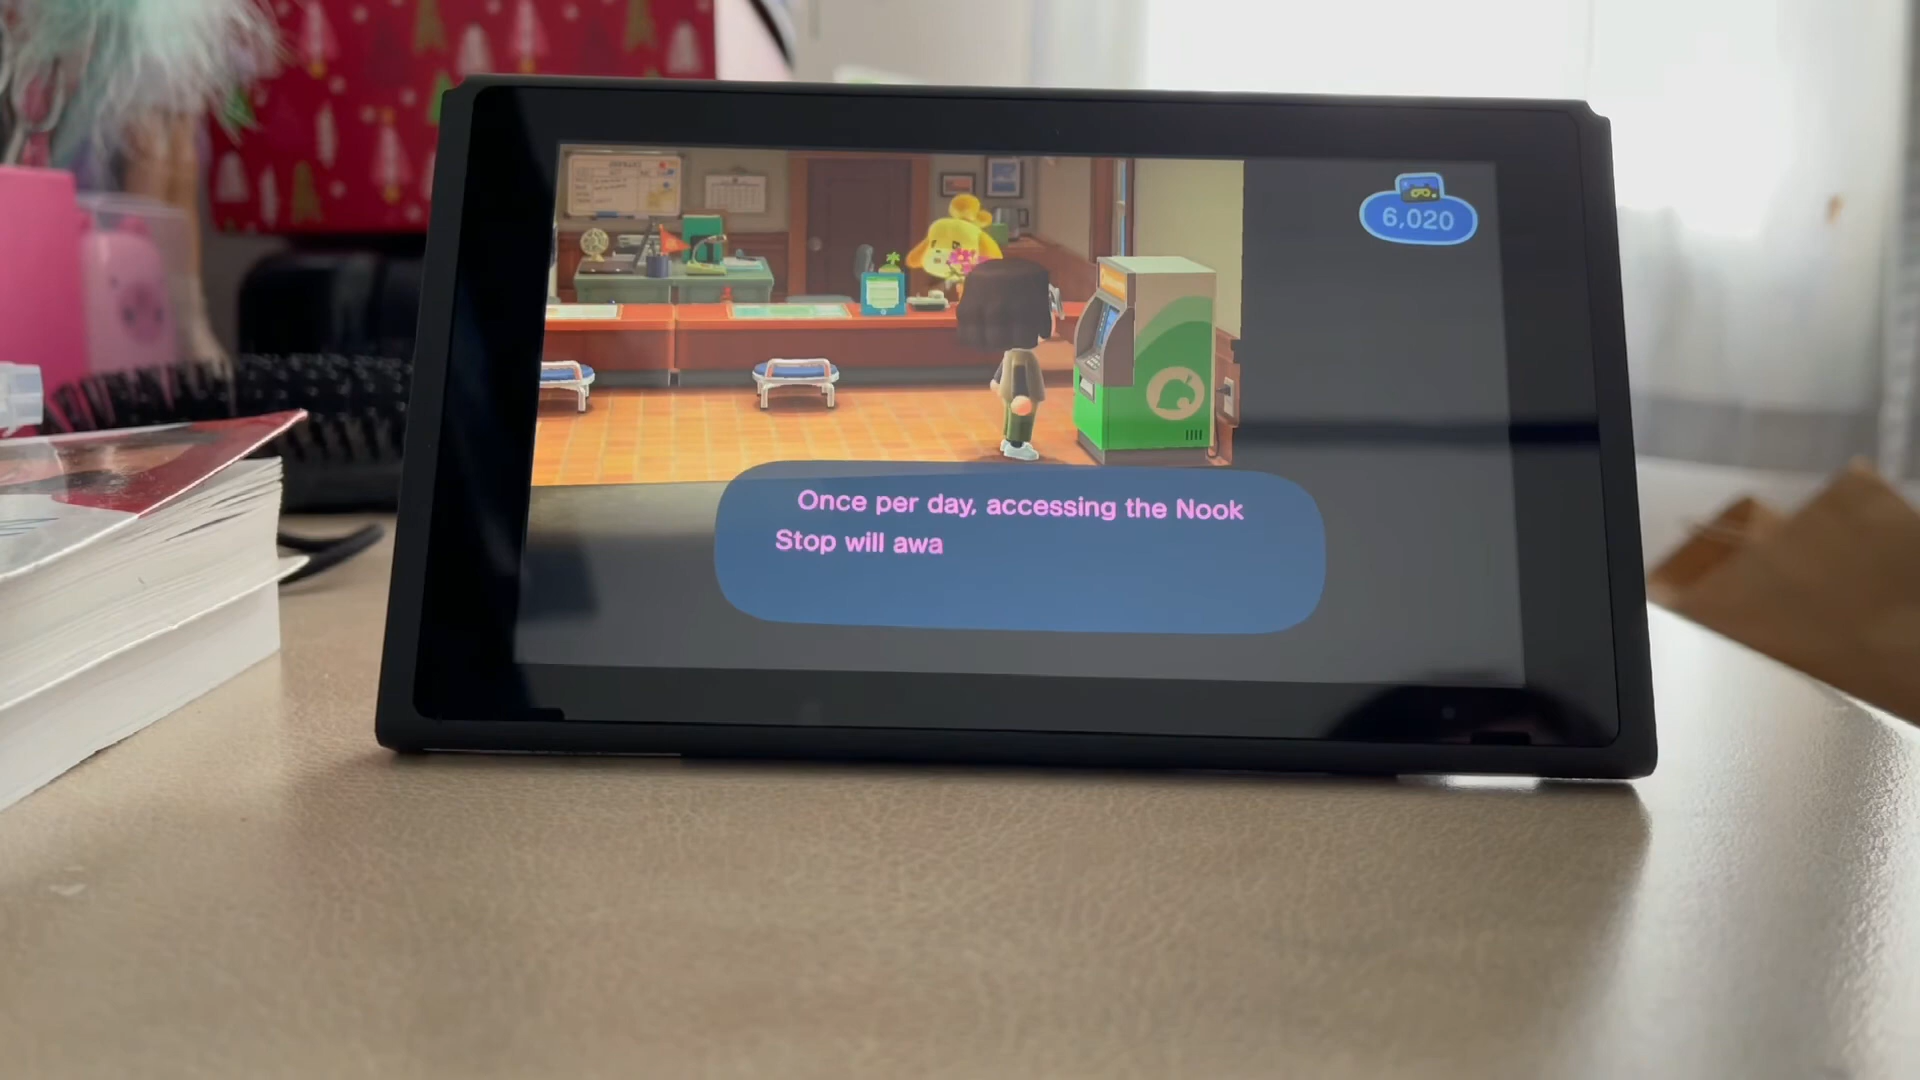 6,020
Once per day, accessing the Nook
Stop will awa